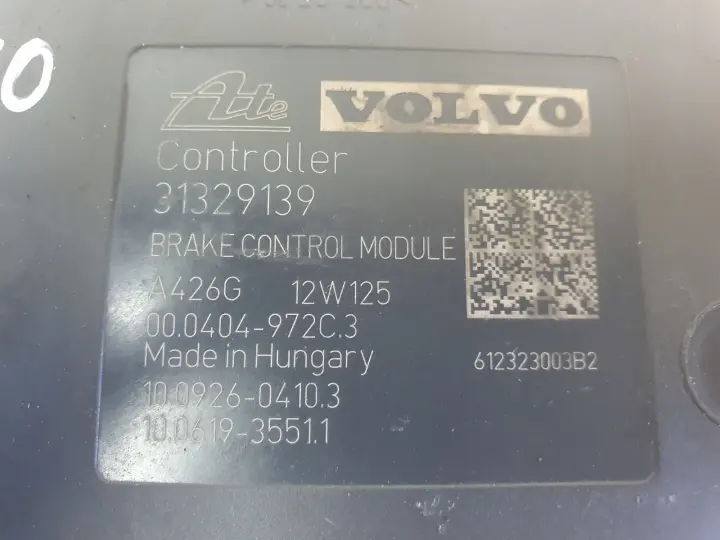 Ate VOLVO
Controller
31329139
BRAKE CONTROL MODULE
A426G 12W125
00.0404-972C.3
Made in Hungary
612323003B2
10.0926-0410.3
10.0619-3551.1
0